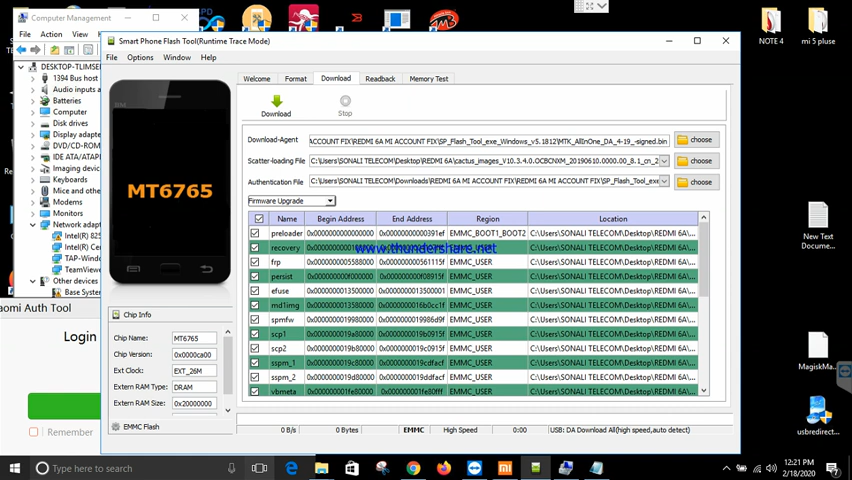 Computer Management
File Action View
DESKTOP-TLIMSE
1394 Bus host
Audio inputs a
Batteries
Computer
Disk drives
Display adapte
DVD/CD-ROM
IDE ATA/ATAPI
Imaging device
Keyboards
Mice and othe
Modems
Monitors
Network adapt
Intel(R) 825
Intel(R) Cen
TAP-Windo
TeamViewe
Other devices
Base System
aomi Auth Tool
Login
Remember
Smart Phone Flash Tool(Runtime Trace Mode)
File Options Window Help
MT6765
Chip Info
Chip Name: MT6765
Chip Version: 0x0000ca00
Ext Clock: EXT_26M
Extern RAM Type: DRAM
Extern RAM Size: 0x20000000
EMMC Flash
Welcome Format Download Readback Memory Test
Download Stop
Download-Agent ACCOUNT FIX\REDMI 6A MI ACCOUNT FIX\SP_Flash_Tool_exe_Windows_v5.1812\MTK_AllInOne_DA_4-19_-signed.bin choose
Scatter-loading File C:\Users\SONALI TELECOM\Desktop\REDMI 6A\cactus_images_V10.3.4.0.OCBCNXM_20190610.0000.00_8.1_cn_2 choose
Authentication File C:\Users\SONALI TELECOM\Downloads\REDMI 6A MI ACCOUNT FIX\REDMI 6A MI ACCOUNT FIX\SP_Flash_Tool_exe choose
Firmware Upgrade
Name Begin Address End Address Region Location
preloader 0x0000000000000000 0x00000000000391ef EMMC_BOOT1_BOOT2 C:\Users\SONALI TELECOM\Desktop\REDMI 6A\...
recovery EMMC_USER C:\Users\SONALI TELECOM\Desktop\REDMI 6A\...
www.thundershare.net
frp 0x0000000005588000 0x0000000005611114 EMMC_USER C:\Users\SONALI TELECOM\Desktop\REDMI 6A\...
persist 0x000000000f000000 0x000000000f08915f EMMC_USER C:\Users\SONALI TELECOM\Desktop\REDMI 6A\...
efuse 0x0000000013500000 0x0000000013500001 EMMC_USER C:\Users\SONALI TELECOM\Desktop\REDMI 6A\...
md1img 0x0000000013580000 0x0000000016b0cc1f EMMC_USER C:\Users\SONALI TELECOM\Desktop\REDMI 6A\...
spmfw 0x0000000019980000 0x0000000019986d9f EMMC_USER C:\Users\SONALI TELECOM\Desktop\REDMI 6A\...
scp1 0x0000000019a80000 0x0000000019b0915f EMMC_USER C:\Users\SONALI TELECOM\Desktop\REDMI 6A\...
scp2 0x0000000019b80000 0x0000000019c0915f EMMC_USER C:\Users\SONALI TELECOM\Desktop\REDMI 6A\...
sspm_1 0x0000000019c80000 0x0000000019cdfacf EMMC_USER C:\Users\SONALI TELECOM\Desktop\REDMI 6A\...
sspm_2 0x0000000019d80000 0x0000000019ddfacf EMMC_USER C:\Users\SONALI TELECOM\Desktop\REDMI 6A\...
vbmeta 0x000000001fe80000 0x000000001fe80fff EMMC_USER C:\Users\SONALI TELECOM\Desktop\REDMI 6A\...
0 B/s 0 Bytes EMMC High Speed 0:00 USB: DA Download All(high speed,auto detect)
NOTE 4
mi 5 pluse
New Text
Docume...
MagiskMa...
usbredirect...
Type here to search
12:21 PM
2/18/2020